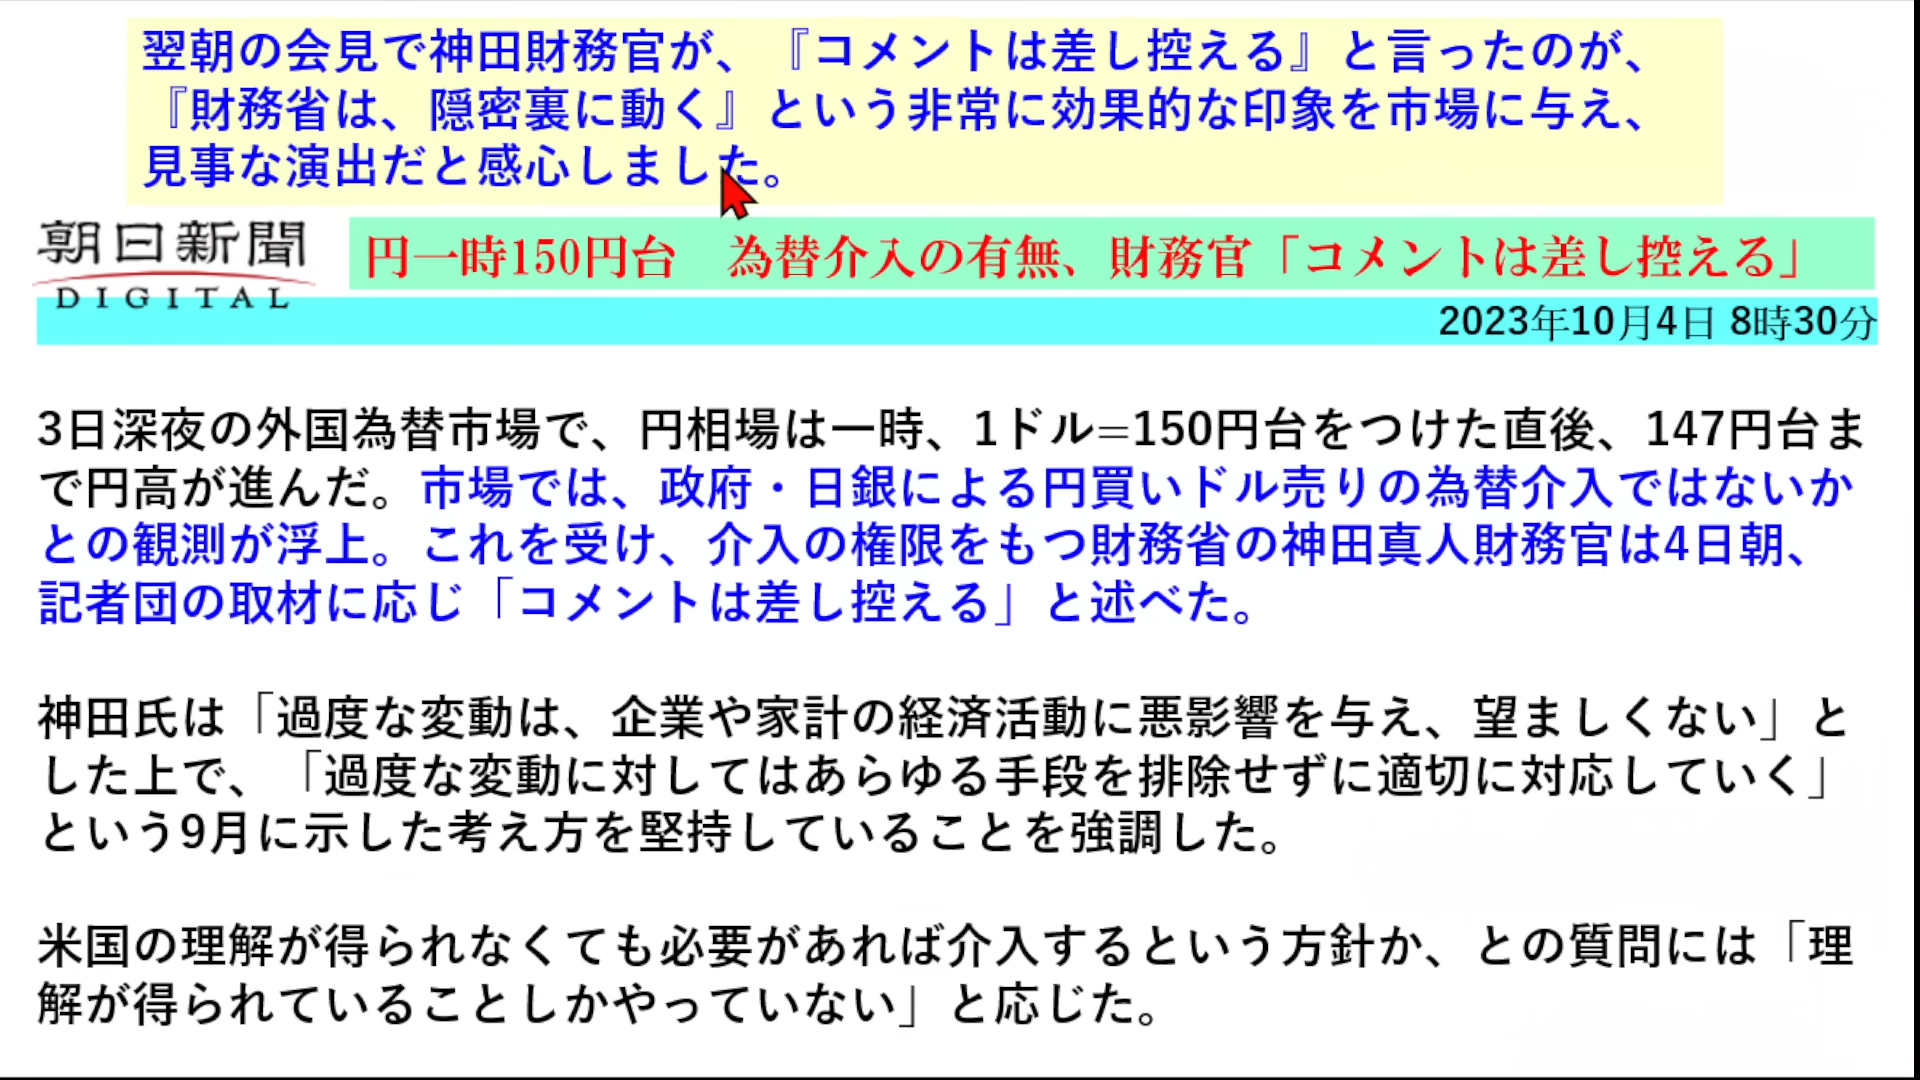 翌朝の会見で神田財務官が、『コメントは差し控える』と言ったのが、
『財務省は、隠密裏に動く』という非常に効果的な印象を市場に与え、
見事な演出だと感心しました。
朝日新聞
DIGITAL
円一時150円台　為替介入の有無、財務官「コメントは差し控える」
2023年10月4日 8時30分
3日深夜の外国為替市場で、円相場は一時、1ドル=150円台をつけた直後、147円台ま
で円高が進んだ。市場では、政府・日銀による円買いドル売りの為替介入ではないか
との観測が浮上。これを受け、介入の権限をもつ財務省の神田真人財務官は4日朝、
記者団の取材に応じ「コメントは差し控える」と述べた。
神田氏は「過度な変動は、企業や家計の経済活動に悪影響を与え、望ましくない」と
した上で、「過度な変動に対してはあらゆる手段を排除せずに適切に対応していく」
という9月に示した考え方を堅持していることを強調した。
米国の理解が得られなくても必要があれば介入するという方針か、との質問には「理
解が得られていることしかやっていない」と応じた。